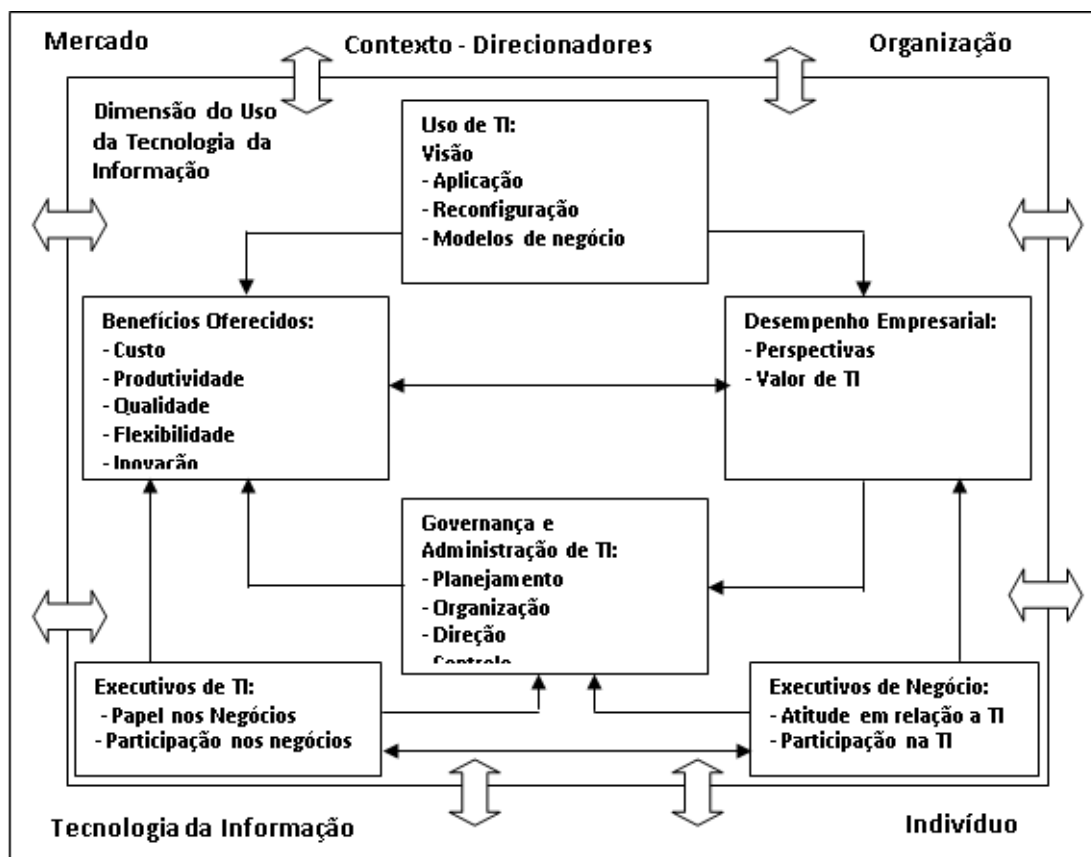 Mercado
Contexto - Direcionadores
Organização
Dimensão do Uso
da Tecnologia da
Informação
Uso de TI:
Visão
- Aplicação
- Reconfiguração
- Modelos de negócio
Benefícios Oferecidos:
- Custo
- Produtividade
- Qualidade
- Flexibilidade
- Inovação
Desempenho Empresarial:
- Perspectivas
- Valor de TI
Governança e
Administração de TI:
- Planejamento
- Organização
- Direção
- Controle
Executivos de TI:
- Papel nos Negócios
- Participação nos negócios
Executivos de Negócio:
- Atitude em relação a TI
- Participação na TI
Tecnologia da Informação
Indivíduo